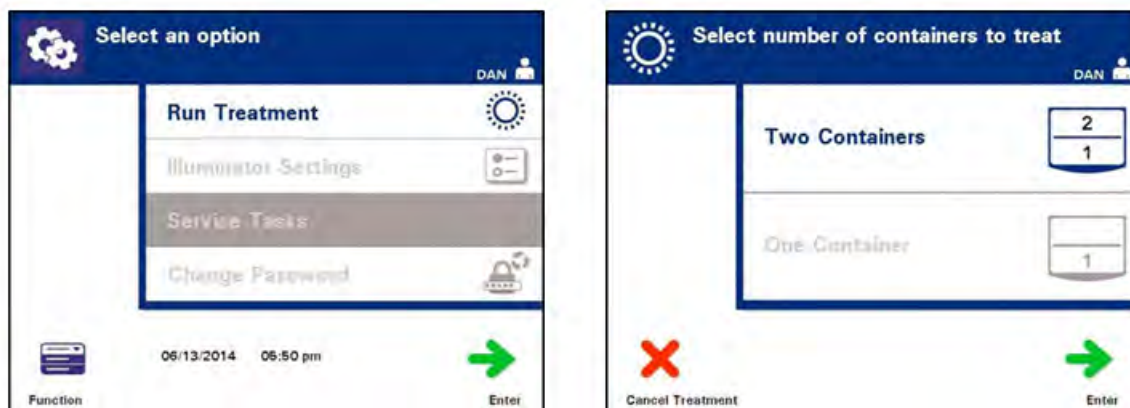 Select an option
DAN
Run Treatment
Illuminator Settings
Service Tasks
Change Password
06/13/2014 05:50 pm
Function
Enter
Select number of containers to treat
DAN
Two Containers
2
1
One Container
1
Cancel Treatment
Enter